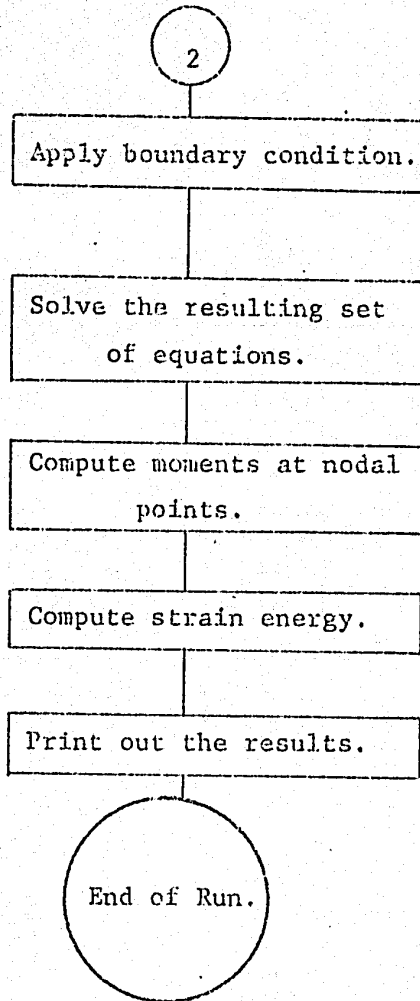 2
Apply boundary condition.
Solve the resulting set
of equations.
Compute moments at nodal
points.
Compute strain energy.
Print out the results.
End of Run.